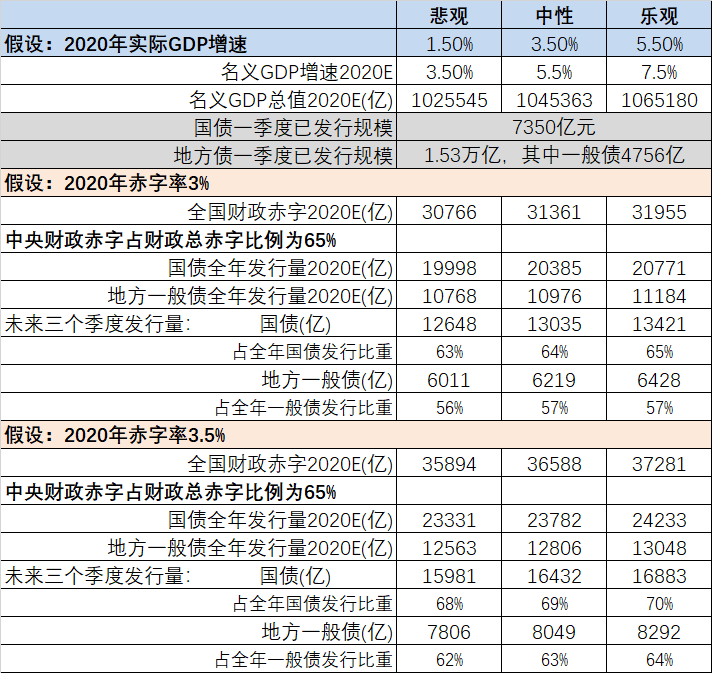 悲观 中性 乐观
假设：2020年实际GDP增速 1.50% 3.50% 5.50%
名义GDP增速2020E 3.50% 5.5% 7.5%
名义GDP总值2020E(亿) 1025545 1045363 1065180
国债一季度已发行规模 7350亿元
地方债一季度已发行规模 1.53万亿，其中一般债4756亿
假设：2020年赤字率3%
全国财政赤字2020E(亿) 30766 31361 31955
中央财政赤字占财政总赤字比例为65%
国债全年发行量2020E(亿) 19998 20385 20771
地方一般债全年发行量2020E(亿) 10768 10976 11184
未来三个季度发行量： 国债(亿) 12648 13035 13421
占全年国债发行比重 63% 64% 65%
地方一般债(亿) 6011 6219 6428
占全年一般债发行比重 56% 57% 57%
假设：2020年赤字率3.5%
全国财政赤字2020E(亿) 35894 36588 37281
中央财政赤字占财政总赤字比例为65%
国债全年发行量2020E(亿) 23331 23782 24233
地方一般债全年发行量2020E(亿) 12563 12806 13048
未来三个季度发行量： 国债(亿) 15981 16432 16883
占全年国债发行比重 68% 69% 70%
地方一般债(亿) 7806 8049 8292
占全年一般债发行比重 62% 63% 64%